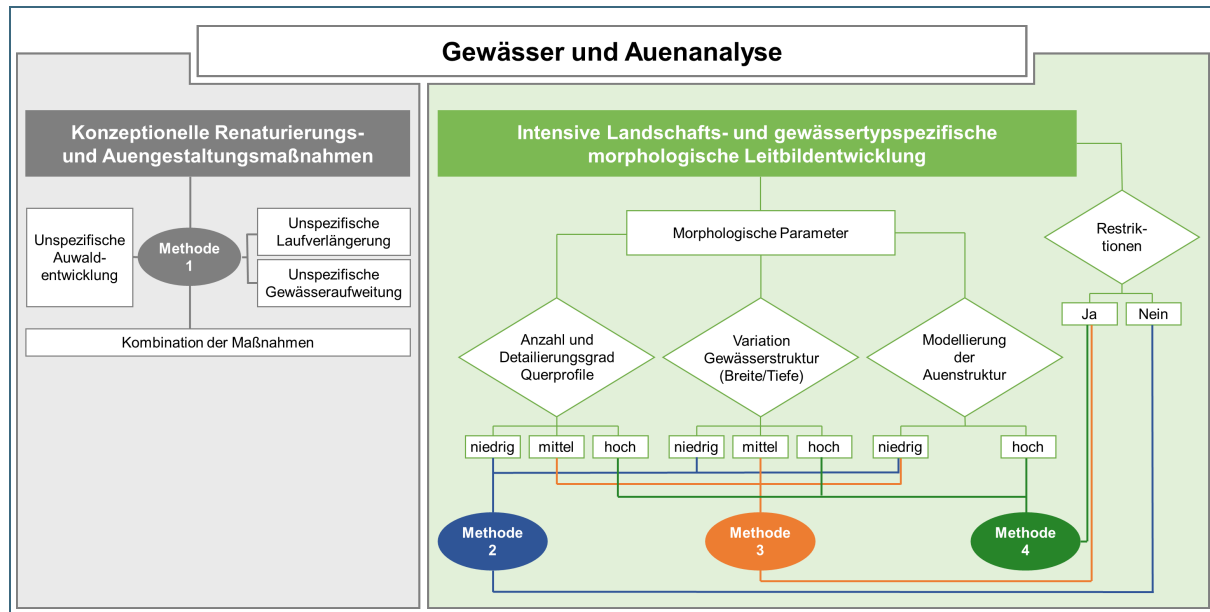 Gewässer und Auenanalyse
Konzeptionelle Renaturierungs-
und Auengestaltungsmaßnahmen
Unspezifische
Auwald-
entwicklung
Methode
1
Unspezifische
Laufverlängerung
Unspezifische
Gewässeraufweitung
Kombination der Maßnahmen
Intensive Landschafts- und gewässertypspezifische
morphologische Leitbildentwicklung
Morphologische Parameter
Restrik-
tionen
Ja
Nein
Anzahl und
Detailierungsgrad
Querprofile
Variation
Gewässerstruktur
(Breite/Tiefe)
Modellierung
der
Auenstruktur
niedrig
mittel
hoch
niedrig
mittel
hoch
niedrig
hoch
Methode
2
Methode
3
Methode
4